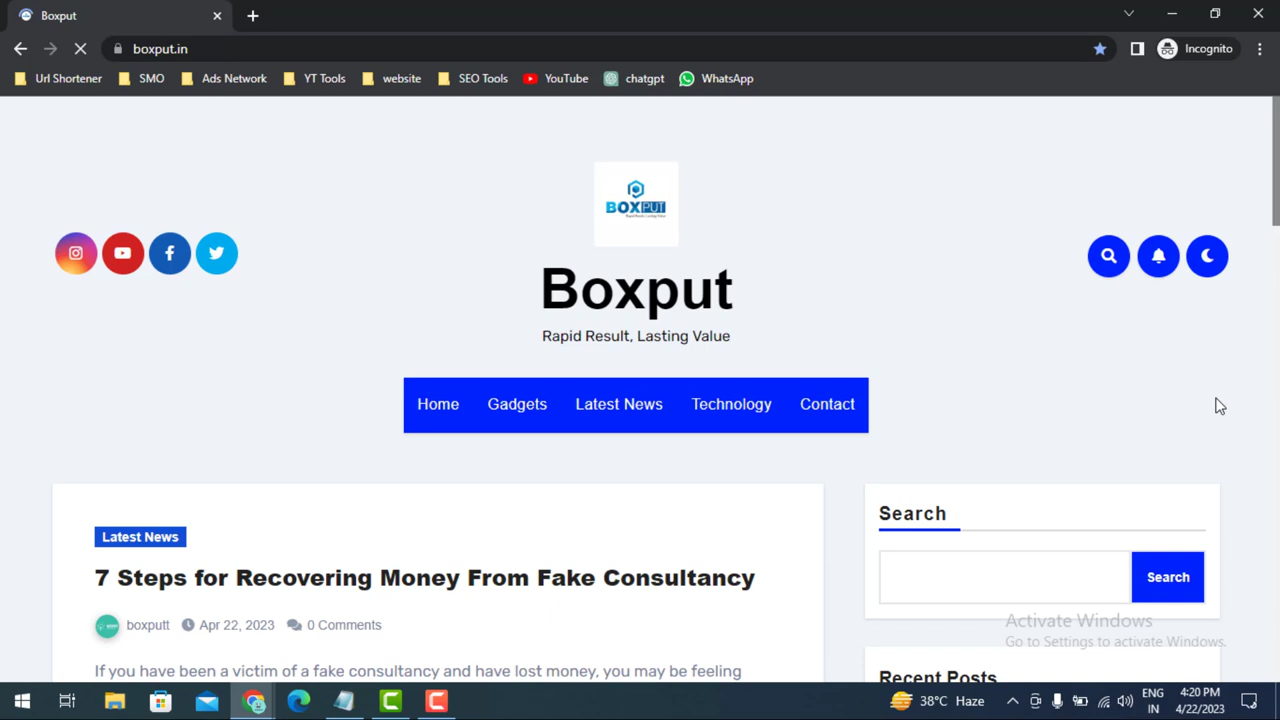 Boxput
boxput.in
Incognito
Url Shortener SMO Ads Network YT Tools website SEO Tools YouTube chatgpt WhatsApp
BOXPUT
Rapid Result, Lasting Value
Boxput
Rapid Result, Lasting Value
Home Gadgets Latest News Technology Contact
Latest News
7 Steps for Recovering Money From Fake Consultancy
boxputt Apr 22, 2023 0 Comments
If you have been a victim of a fake consultancy and have lost money, you may be feeling
Search
Search
Recent Posts
Activate Windows
Go to Settings to activate Windows.
38°C Haze
ENG
IN
4:20 PM
4/22/2023